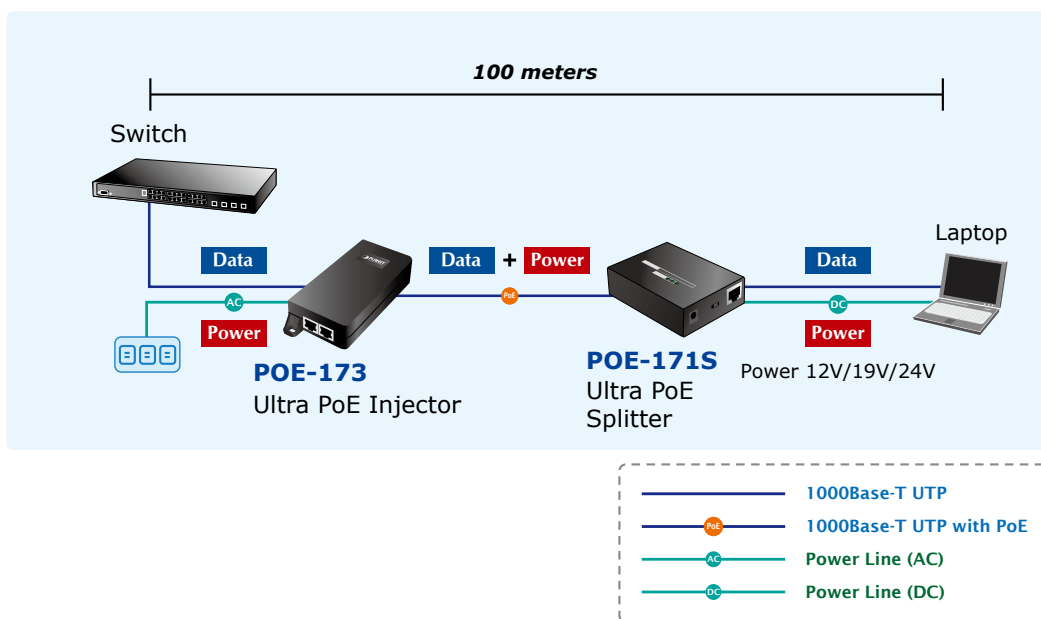 100 meters
Switch
Laptop
Data
Data + Power
Data
AC
PoE
DC
Power
Power
POE-173
Ultra PoE Injector
POE-171S
Ultra PoE
Splitter
Power 12V/19V/24V
1000Base-T UTP
PoE
1000Base-T UTP with PoE
AC
Power Line (AC)
DC
Power Line (DC)
PLANET